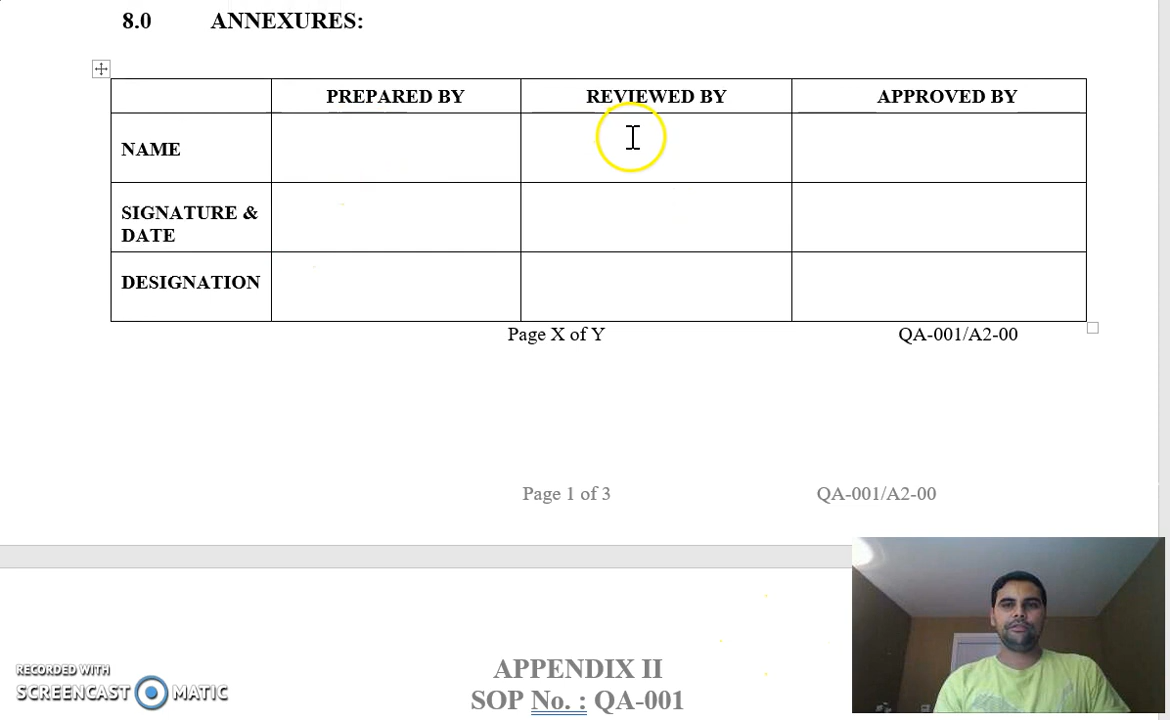 8.0 ANNEXURES:
PREPARED BY REVIEWED BY APPROVED BY
NAME
SIGNATURE &
DATE
DESIGNATION
Page X of Y QA-001/A2-00
Page 1 of 3 QA-001/A2-00
APPENDIX II
SOP No. : QA-001
RECORDED WITH
SCREENCAST MATIC